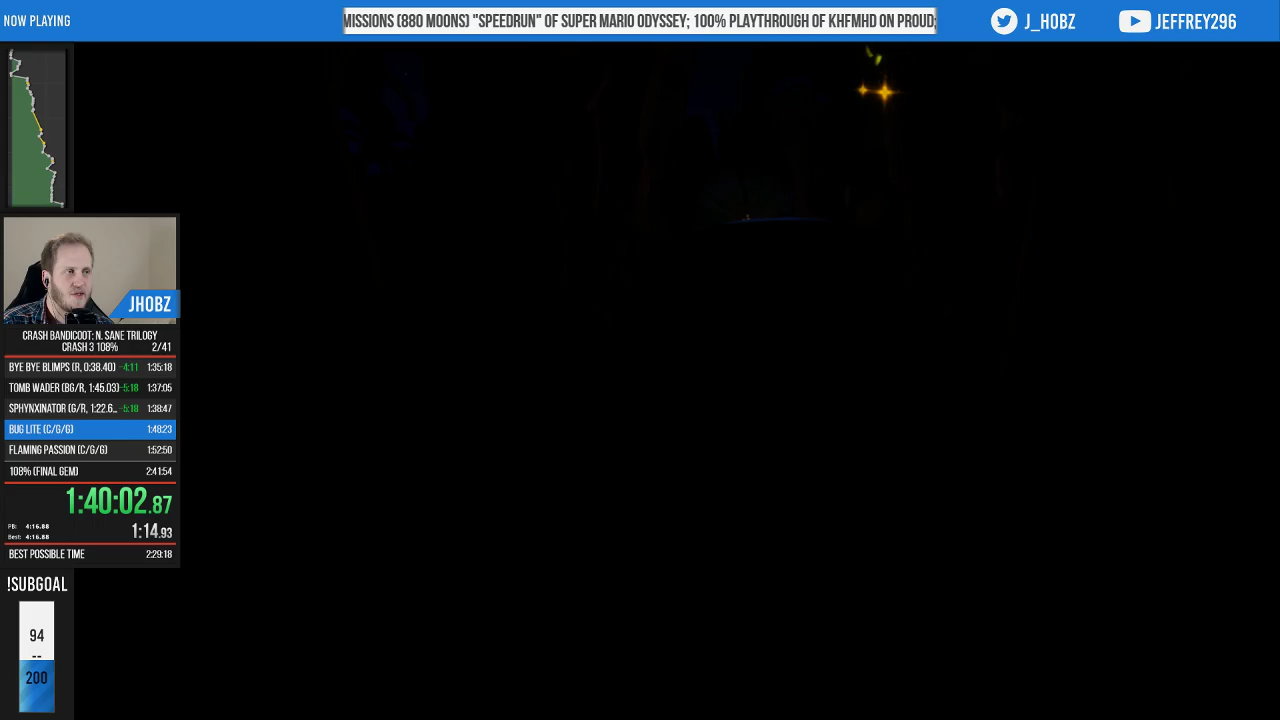 NOW PLAYING
MISSIONS (880 MOONS) "SPEEDRUN" OF SUPER MARIO ODYSSEY; 100% PLAYTHROUGH OF KHFMHD ON PROUD;
J_HOBZ
JEFFREY296
JHOBZ
CRASH BANDICOOT: N. SANE TRILOGY
CRASH 3 108% 2/41
BYE BYE BLIMPS (R, 0:38.40) -4:11 1:35:18
TOMB WADER (BG/R, 1:45.03) -5:18 1:37:05
SPHYNXINATOR (G/R, 1:22.6... -5:18 1:38:47
BUG LITE (C/G/G) 1:48:23
FLAMING PASSION (C/G/G) 1:52:50
108% (FINAL GEM) 2:41:54
1:40:02.87
PB: 4:16.88
Best: 4:16.88
1:14.93
BEST POSSIBLE TIME 2:29:18
!SUBGOAL
94
--
200